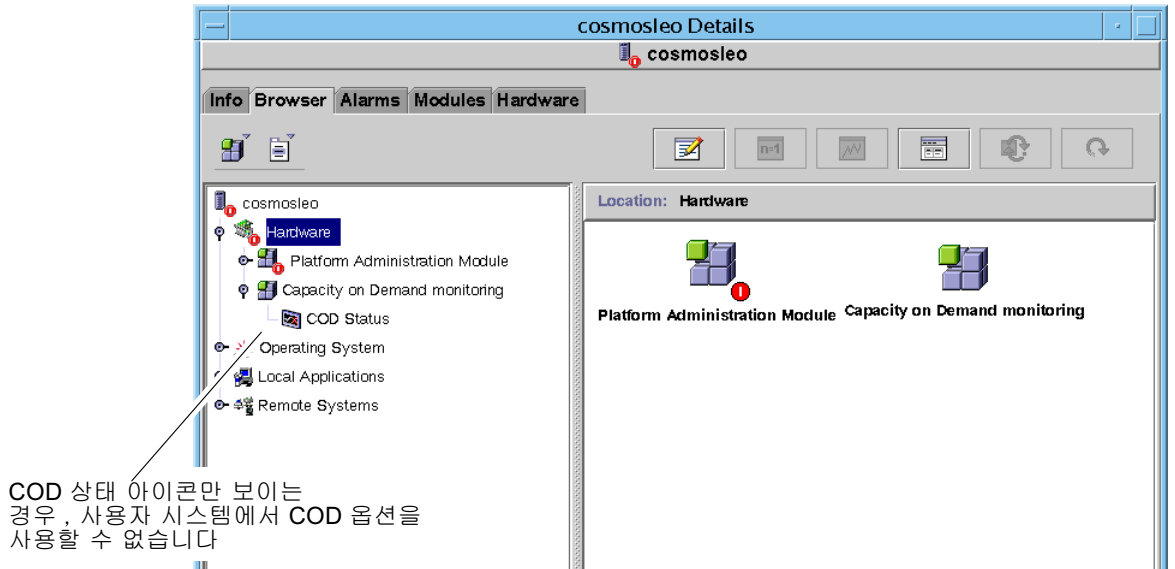 cosmosleo Details
cosmosleo
Info Browser Alarms Modules Hardware
n=1
cosmosleo
Hardware
Platform Administration Module
Capacity on Demand monitoring
COD Status
Operating System
Local Applications
Remote Systems
Location: Hardware
Platform Administration Module
Capacity on Demand monitoring
COD 상태 아이콘만 보이는
경우 , 사용자 시스템에서 COD 옵션을
사용할 수 없습니다